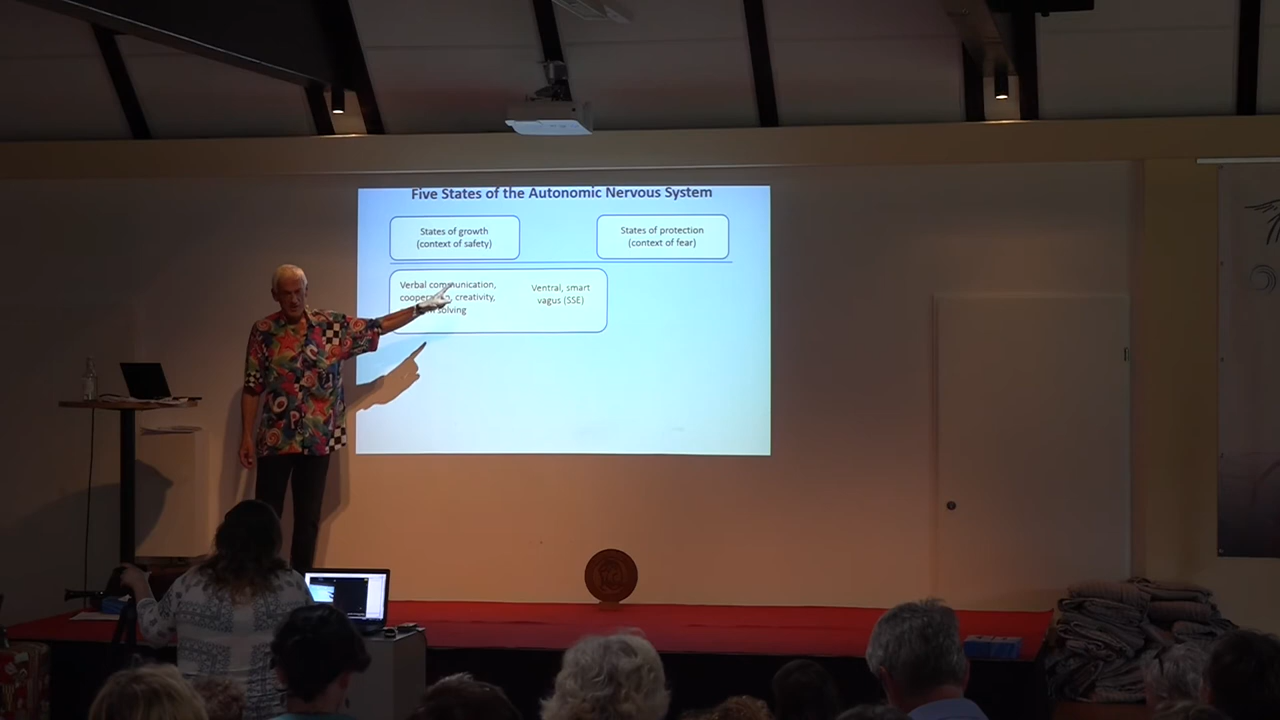 Five States of the Autonomic Nervous System
States of growth
(context of safety)
States of protection
(context of fear)
Verbal communication,
creativity,
solving
Ventral, smart
vagus (SSE)